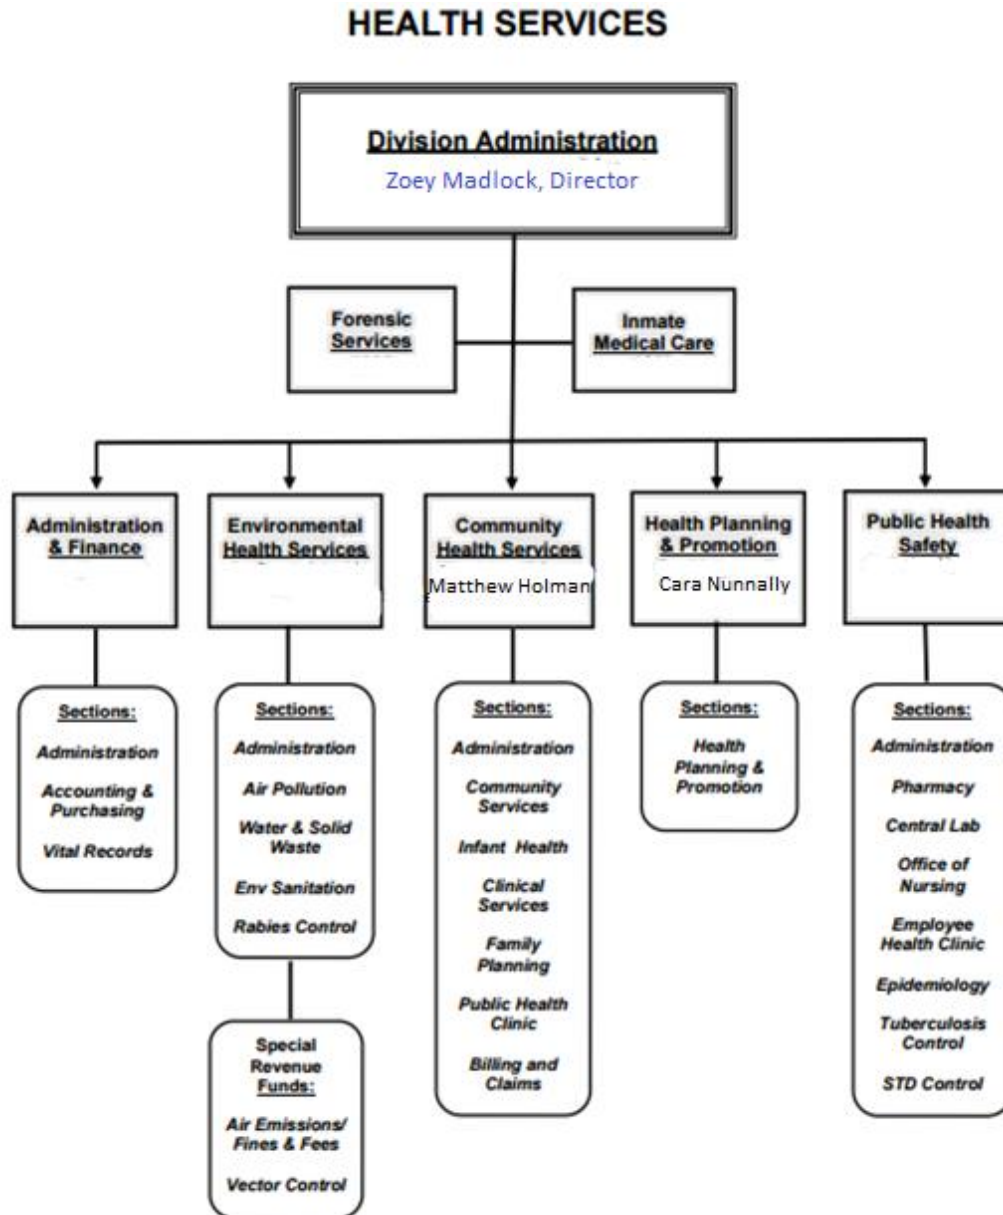 HEALTH SERVICES
Division Administration
Zoey Madlock, Director
Forensic
Services
Inmate
Medical Care
Administration
& Finance
Environmental
Health Services
Community
Health Services
Matthew Holman
Health Planning
& Promotion
Cara Nunnally
Public Health
Safety
Sections:
Administration
Accounting &
Purchasing
Vital Records
Sections:
Administration
Air Pollution
Water & Solid
Waste
Env Sanitation
Rabies Control
Special
Revenue
Funds:
Air Emissions/
Fines & Fees
Vector Control
Sections:
Administration
Community
Services
Infant Health
Clinical
Services
Family
Planning
Public Health
Clinic
Billing and
Claims
Sections:
Health
Planning &
Promotion
Sections:
Administration
Pharmacy
Central Lab
Office of
Nursing
Employee
Health Clinic
Epidemiology
Tuberculosis
Control
STD Control